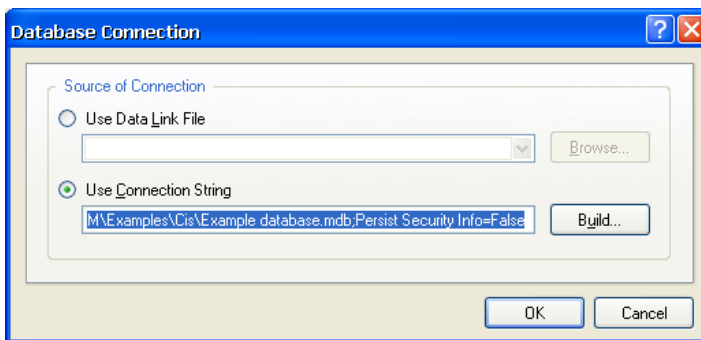 Database Connection
Source of Connection
Use Data Link File
Browse...
Use Connection String
M\Examples\Cis\Example database.mdb;Persist Security Info=False
Build...
OK
Cancel